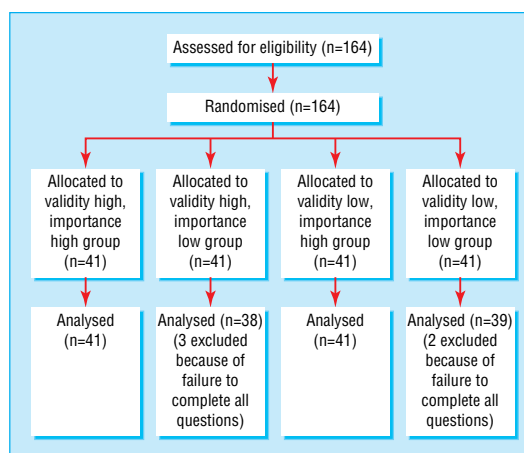 Assessed for eligibility (n=164)
Randomised (n=164)
Allocated to
validity high,
importance
high group
(n=41)
Allocated to
validity high,
importance
low group
(n=41)
Allocated to
validity low,
importance
high group
(n=41)
Allocated to
validity low,
importance
low group
(n=41)
Analysed
(n=41)
Analysed (n=38)
(3 excluded
because of
failure to
complete all
questions)
Analysed
(n=41)
Analysed (n=39)
(2 excluded
because of
failure to
complete all
questions)